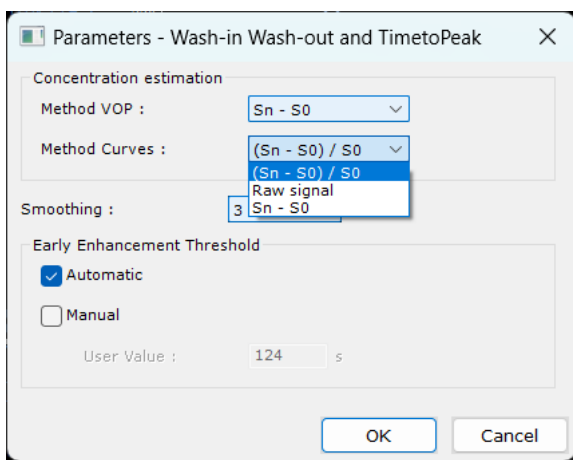 Parameters - Wash-in Wash-out and TimetoPeak
Concentration estimation
Method VOP : Sn - S0
Method Curves : (Sn - S0) / S0
(Sn - S0) / S0
Raw signal
Sn - S0
Smoothing : 3
Early Enhancement Threshold
Automatic
Manual
User Value : 124 s
OK Cancel